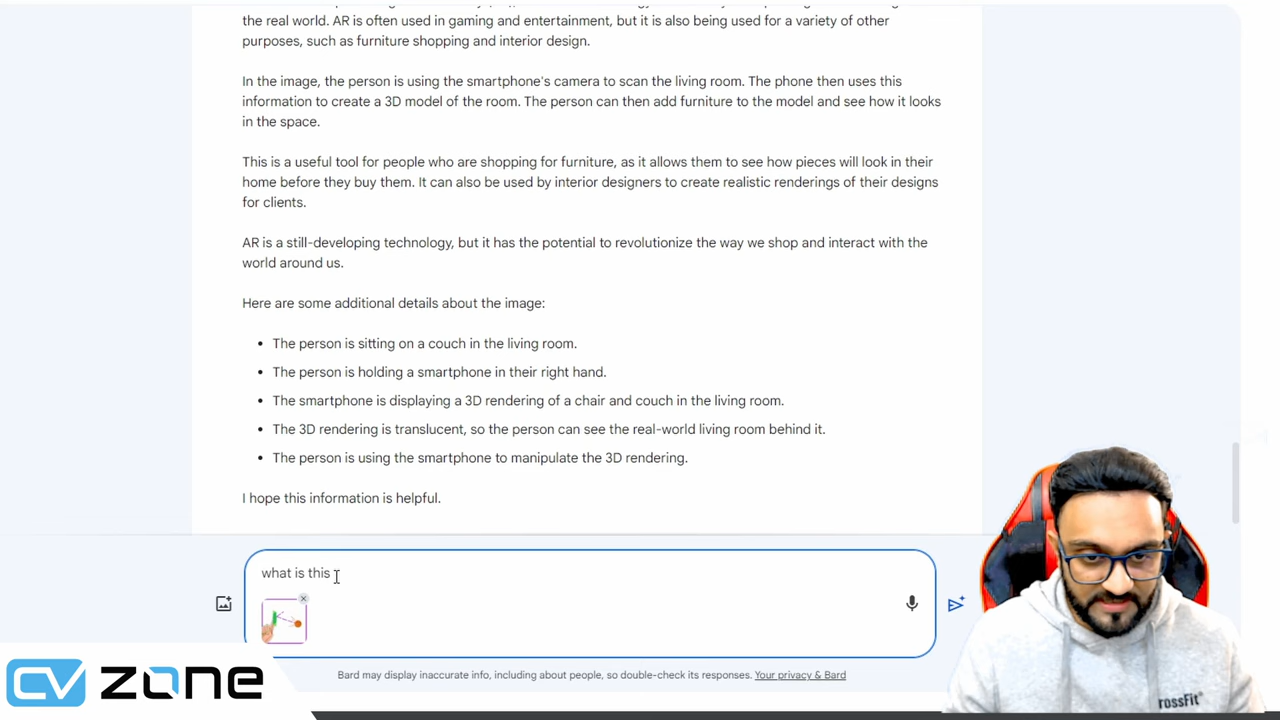 the real world. AR is often used in gaming and entertainment, but it is also being used for a variety of other
purposes, such as furniture shopping and interior design.
In the image, the person is using the smartphone's camera to scan the living room. The phone then uses this
information to create a 3D model of the room. The person can then add furniture to the model and see how it looks
in the space.
This is a useful tool for people who are shopping for furniture, as it allows them to see how pieces will look in their
home before they buy them. It can also be used by interior designers to create realistic renderings of their designs
for clients.
AR is a still-developing technology, but it has the potential to revolutionize the way we shop and interact with the
world around us.
Here are some additional details about the image:
• The person is sitting on a couch in the living room.
• The person is holding a smartphone in their right hand.
• The smartphone is displaying a 3D rendering of a chair and couch in the living room.
• The 3D rendering is translucent, so the person can see the real-world living room behind it.
• The person is using the smartphone to manipulate the 3D rendering.
I hope this information is helpful.
what is this
Bard may display inaccurate info, including about people, so double-check its responses. Your privacy & Bard
CV zone
rossFit